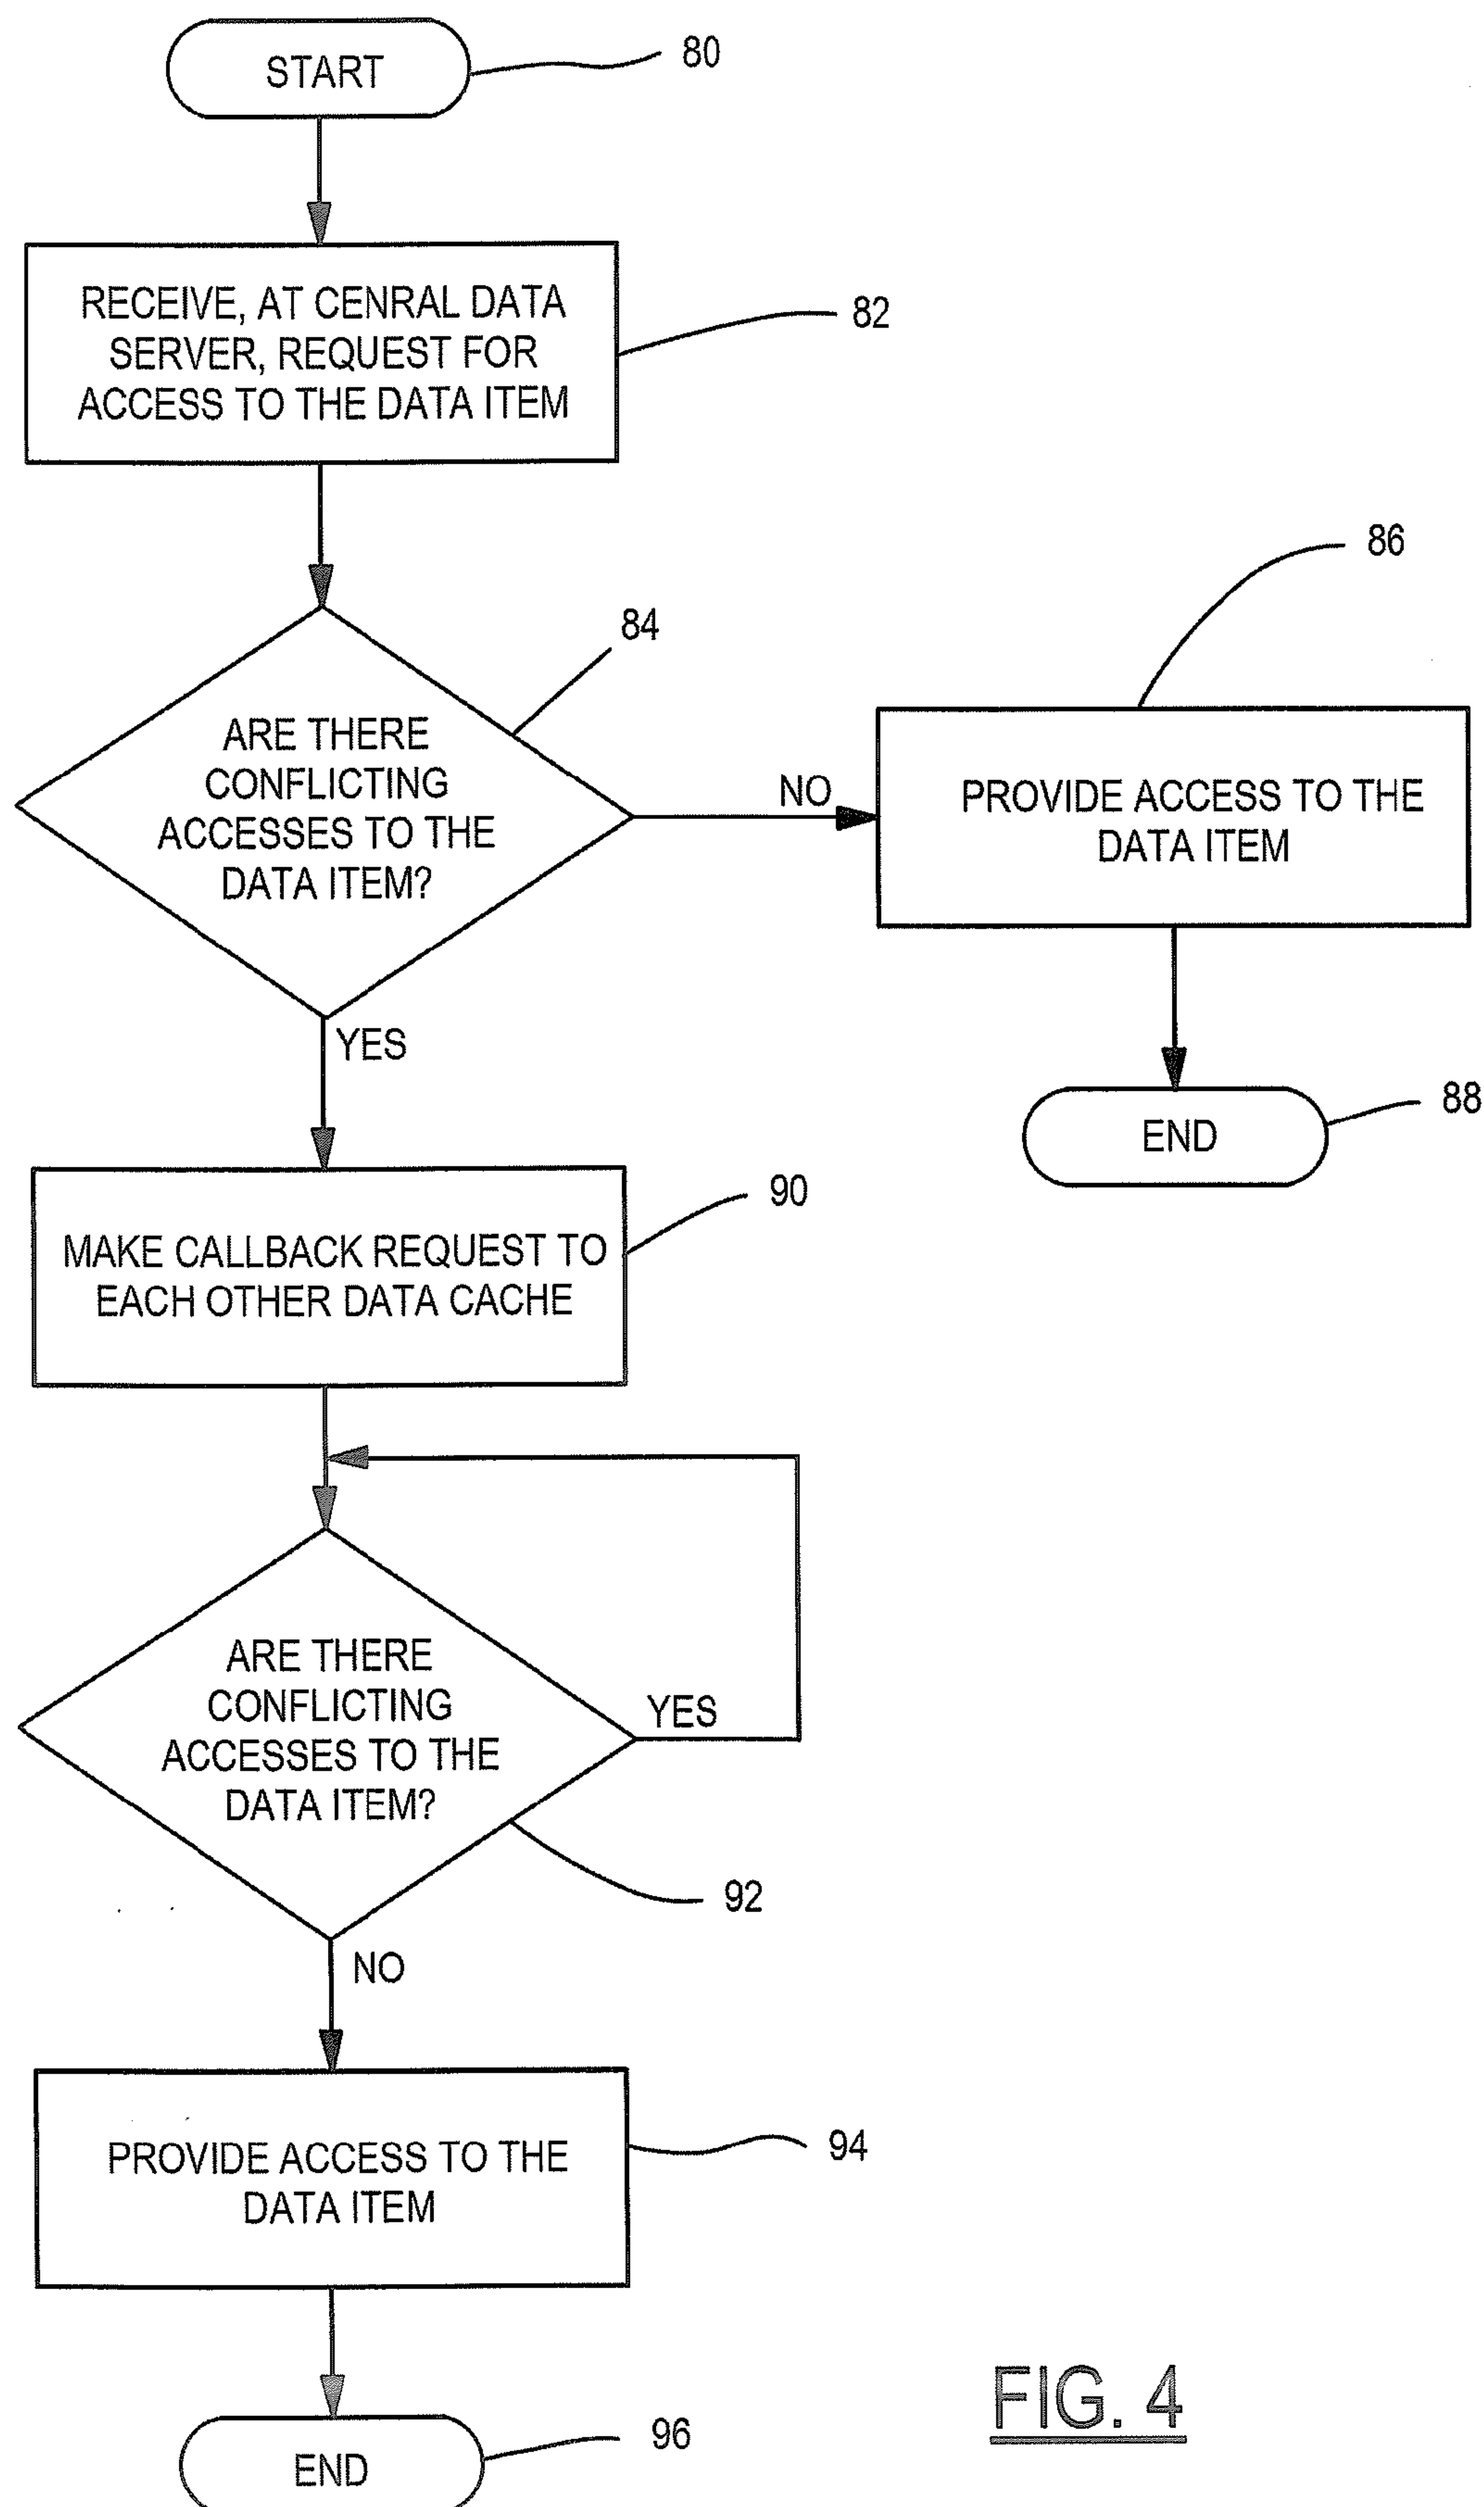 START
80
RECEIVE, AT CENRAL DATA
SERVER, REQUEST FOR
ACCESS TO THE DATA ITEM
82
84
ARE THERE
CONFLICTING
ACCESSES TO THE
DATA ITEM?
NO
86
PROVIDE ACCESS TO THE
DATA ITEM
YES
88
END
90
MAKE CALLBACK REQUEST TO
EACH OTHER DATA CACHE
ARE THERE
CONFLICTING
ACCESSES TO THE
DATA ITEM?
YES
92
NO
PROVIDE ACCESS TO THE
DATA ITEM
94
96
END
FIG. 4